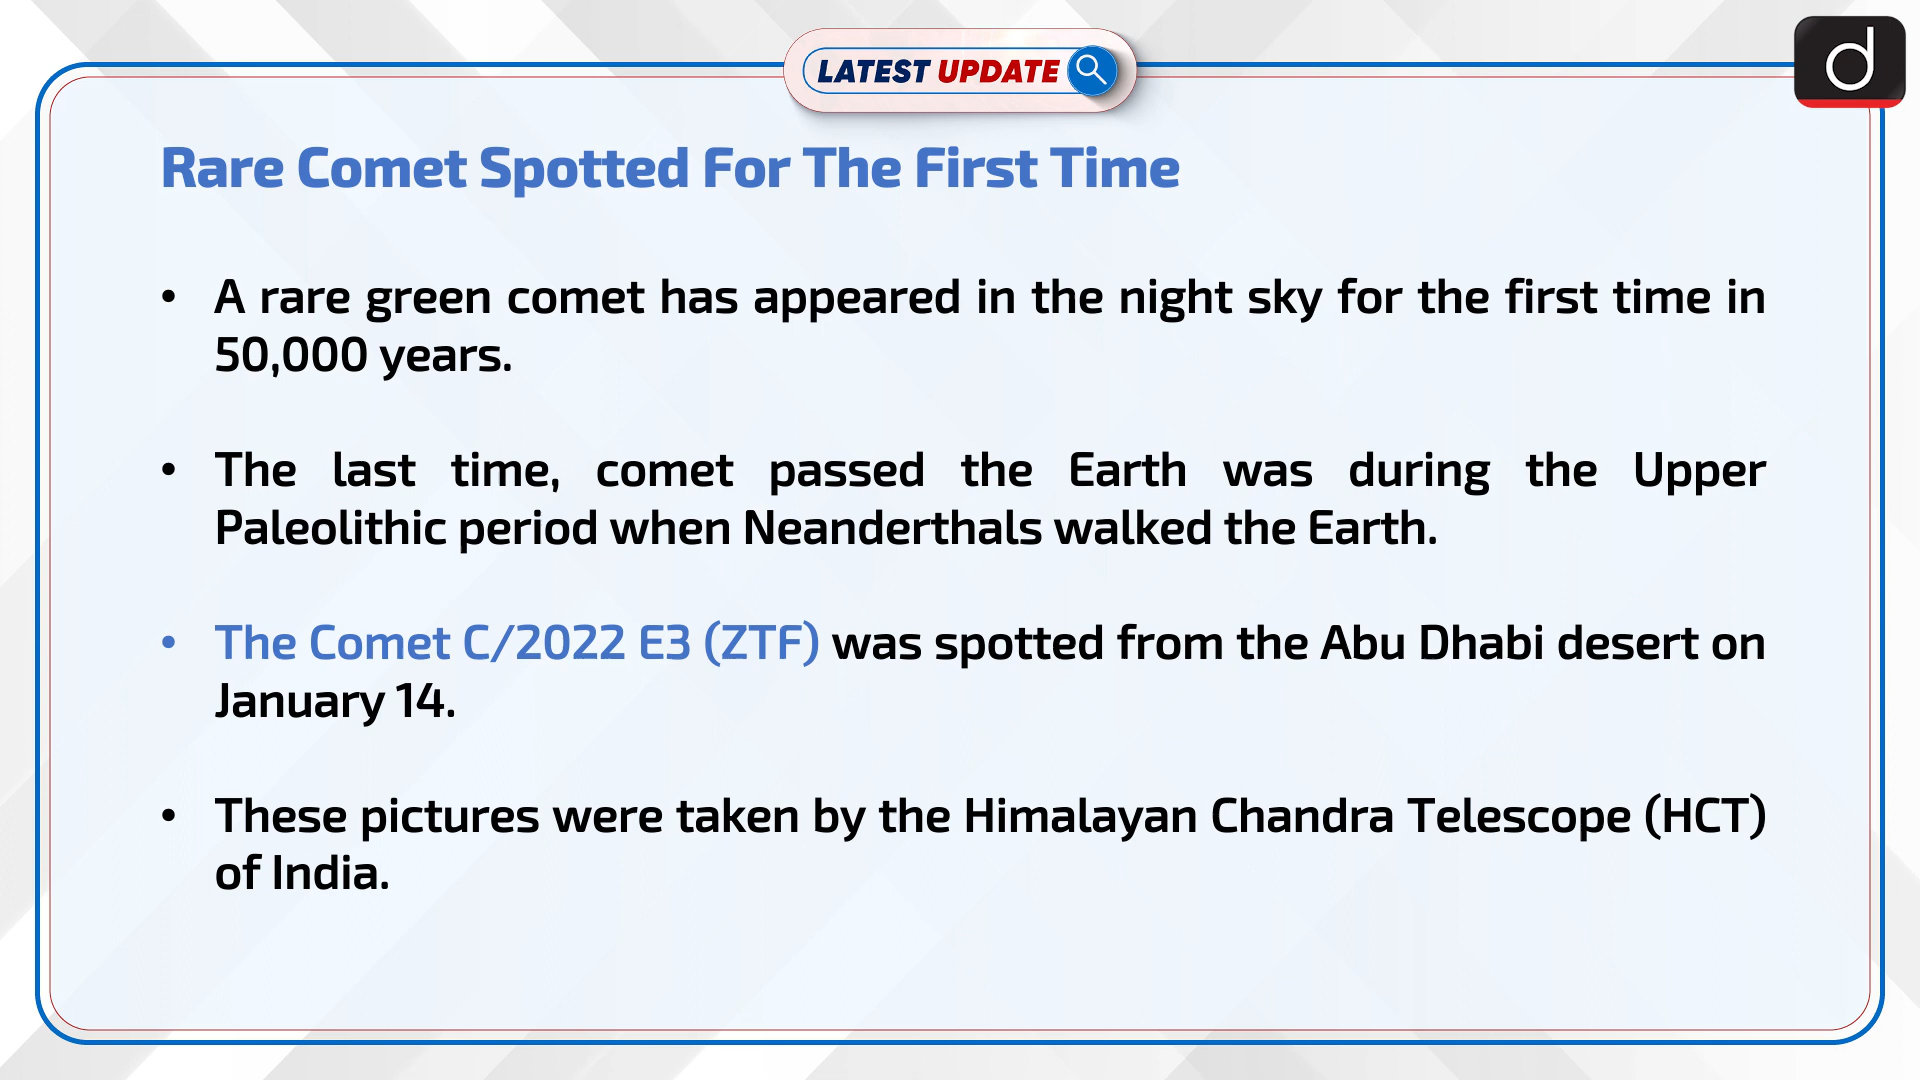 LATEST UPDATE
d
Rare Comet Spotted For The First Time
• A rare green comet has appeared in the night sky for the first time in
50,000 years.
• The last time, comet passed the Earth was during the Upper
Paleolithic period when Neanderthals walked the Earth.
• The Comet C/2022 E3 (ZTF) was spotted from the Abu Dhabi desert on
January 14.
• These pictures were taken by the Himalayan Chandra Telescope (HCT)
of India.